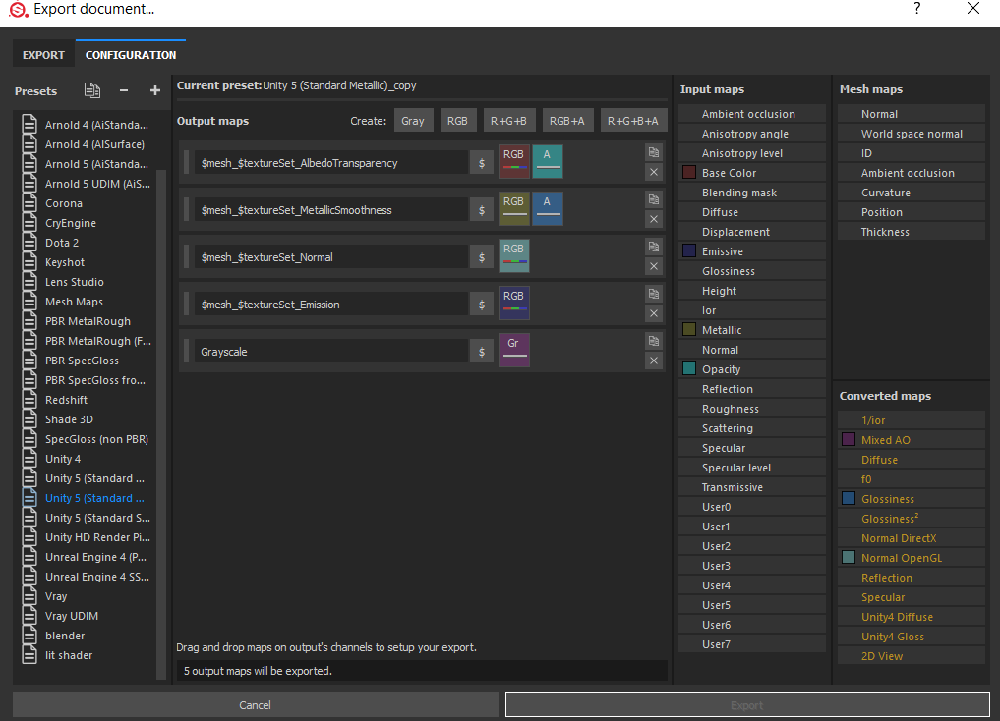 Export document...
?
EXPORT
CONFIGURATION
Presets
Arnold 4 (AiStanda...
Arnold 4 (AISurface)
Arnold 5 (AiStanda...
Arnold 5 UDIM (AiS...
Corona
CryEngine
Dota 2
Keyshot
Lens Studio
Mesh Maps
PBR MetalRough
PBR MetalRough (F...
PBR SpecGloss
PBR SpecGloss fro...
Redshift
Shade 3D
SpecGloss (non PBR)
Unity 4
Unity 5 (Standard ...
Unity 5 (Standard ...
Unity 5 (Standard S...
Unity HD Render Pi...
Unreal Engine 4 (P...
Unreal Engine 4 SS...
Vray
Vray UDIM
blender
lit shader
Current preset: Unity 5 (Standard Metallic)_copy
Output maps
Create: Gray RGB R+G+B RGB+A R+G+B+A
$mesh_$textureSet_AlbedoTransparency $ RGB A
$mesh_$textureSet_MetallicSmoothness $ RGB A
$mesh_$textureSet_Normal $ RGB
$mesh_$textureSet_Emission $ RGB
Grayscale $ Gr
Drag and drop maps on output's channels to setup your export.
5 output maps will be exported.
Input maps
Ambient occlusion
Anisotropy angle
Anisotropy level
Base Color
Blending mask
Diffuse
Displacement
Emissive
Glossiness
Height
Ior
Metallic
Normal
Opacity
Reflection
Roughness
Scattering
Specular
Specular level
Transmissive
User0
User1
User2
User3
User4
User5
User6
User7
Mesh maps
Normal
World space normal
ID
Ambient occlusion
Curvature
Position
Thickness
Converted maps
1/ior
Mixed AO
Diffuse
f0
Glossiness
Glossiness²
Normal DirectX
Normal OpenGL
Reflection
Specular
Unity4 Diffuse
Unity4 Gloss
2D View
Cancel
Export